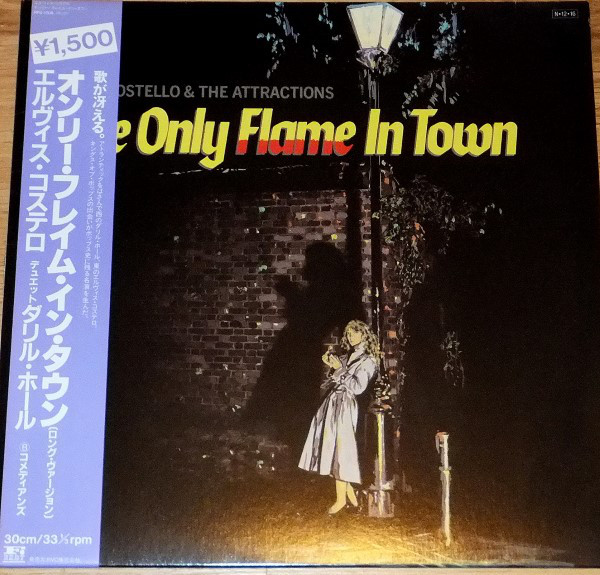 ¥1,500
N・12・15
OSTELLO & THE ATTRACTIONS
e Only Flame In Town
歌が冴える。
オンリー・フレイム・イン・タウン
(ロング・ヴァージョン)
エルヴィス・コステロ
デュエット ダリル・ホール
Ⓑコメディアンズ
30cm/33⅓rpm